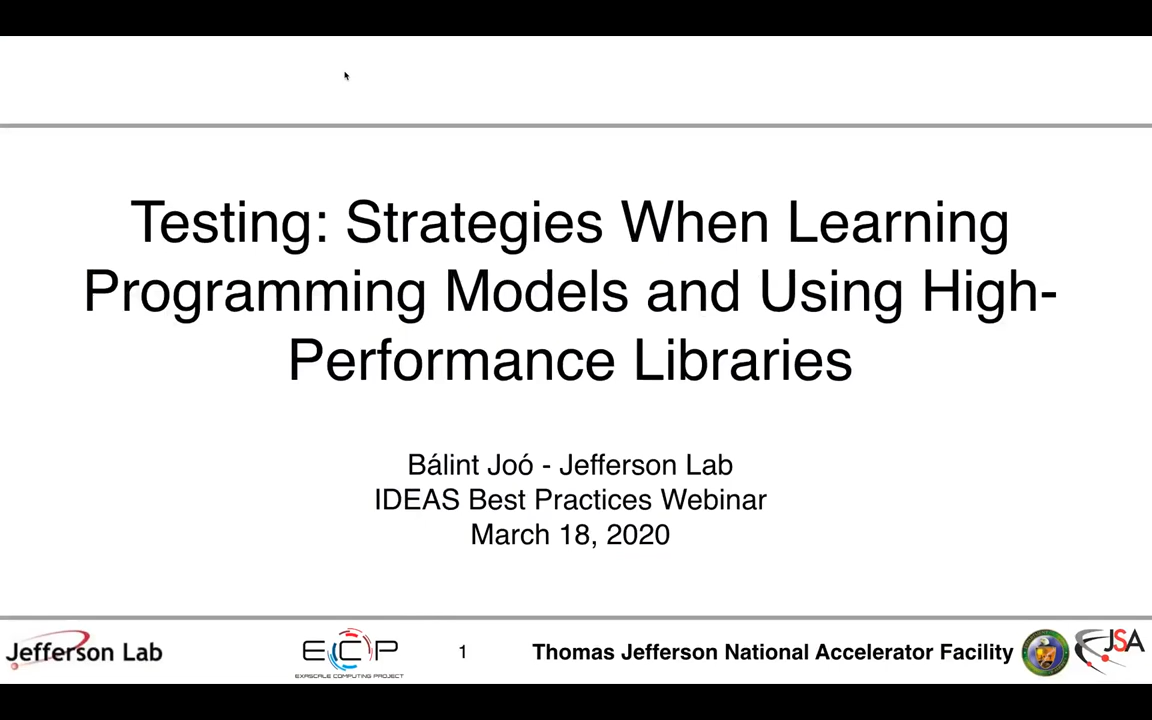 Testing: Strategies When Learning
Programming Models and Using High-
Performance Libraries
Bálint Joó - Jefferson Lab
IDEAS Best Practices Webinar
March 18, 2020
Jefferson Lab
ECP
EXASCALE COMPUTING PROJECT
1
Thomas Jefferson National Accelerator Facility
JSA